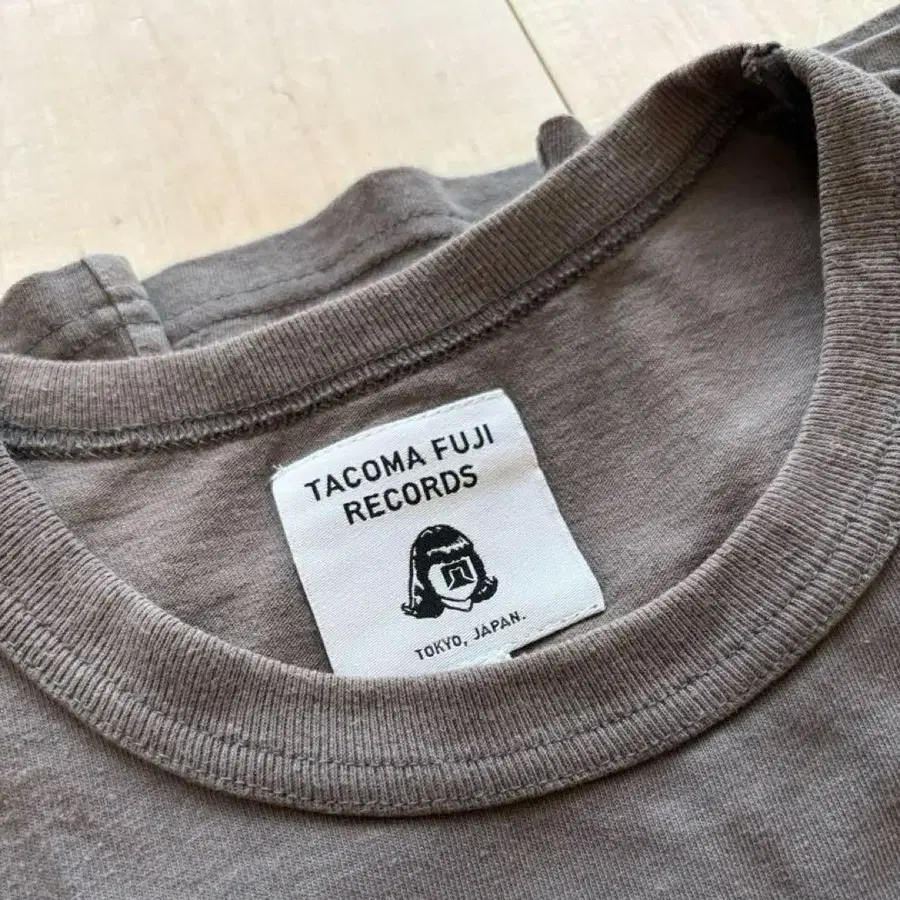 TACOMA FUJI
RECORDS
TOKYO, JAPAN.